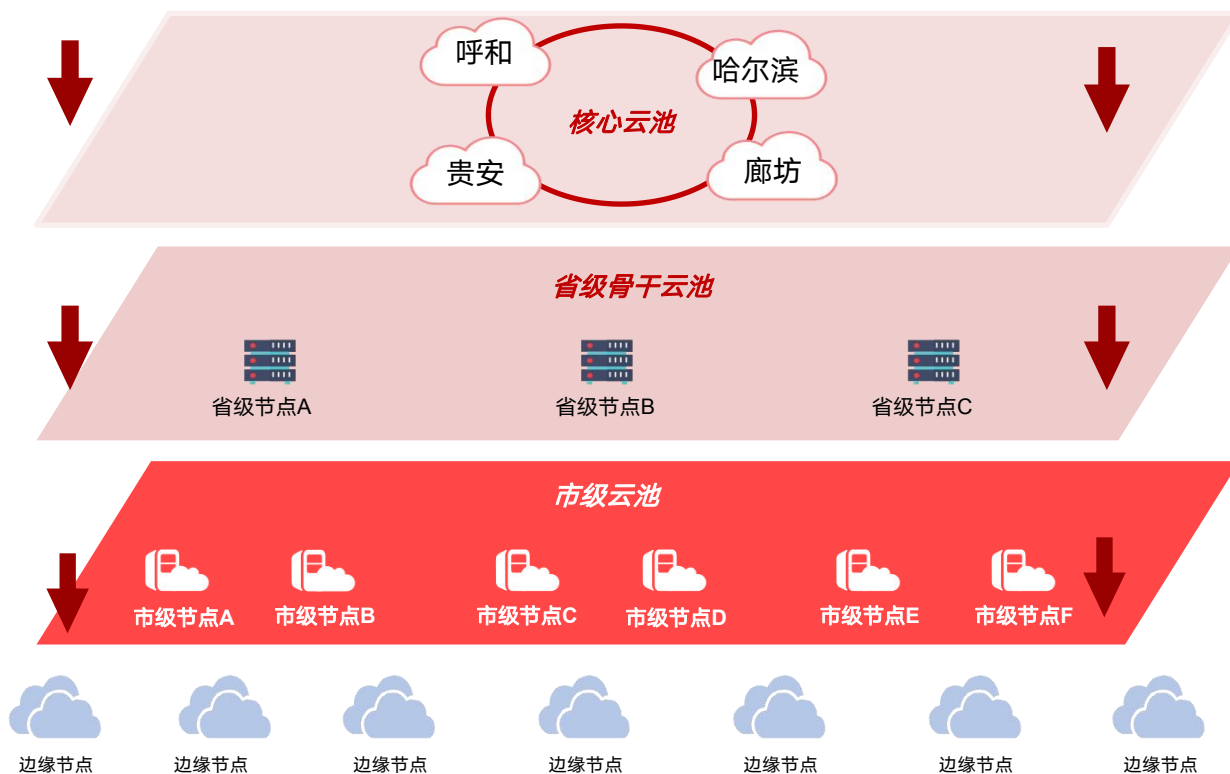 呼和
哈尔滨
核心云池
贵安
廊坊
省级骨干云池
省级节点A
省级节点B
省级节点C
市级云池
市级节点A
市级节点B
市级节点C
市级节点D
市级节点E
市级节点F
边缘节点
边缘节点
边缘节点
边缘节点
边缘节点
边缘节点
边缘节点